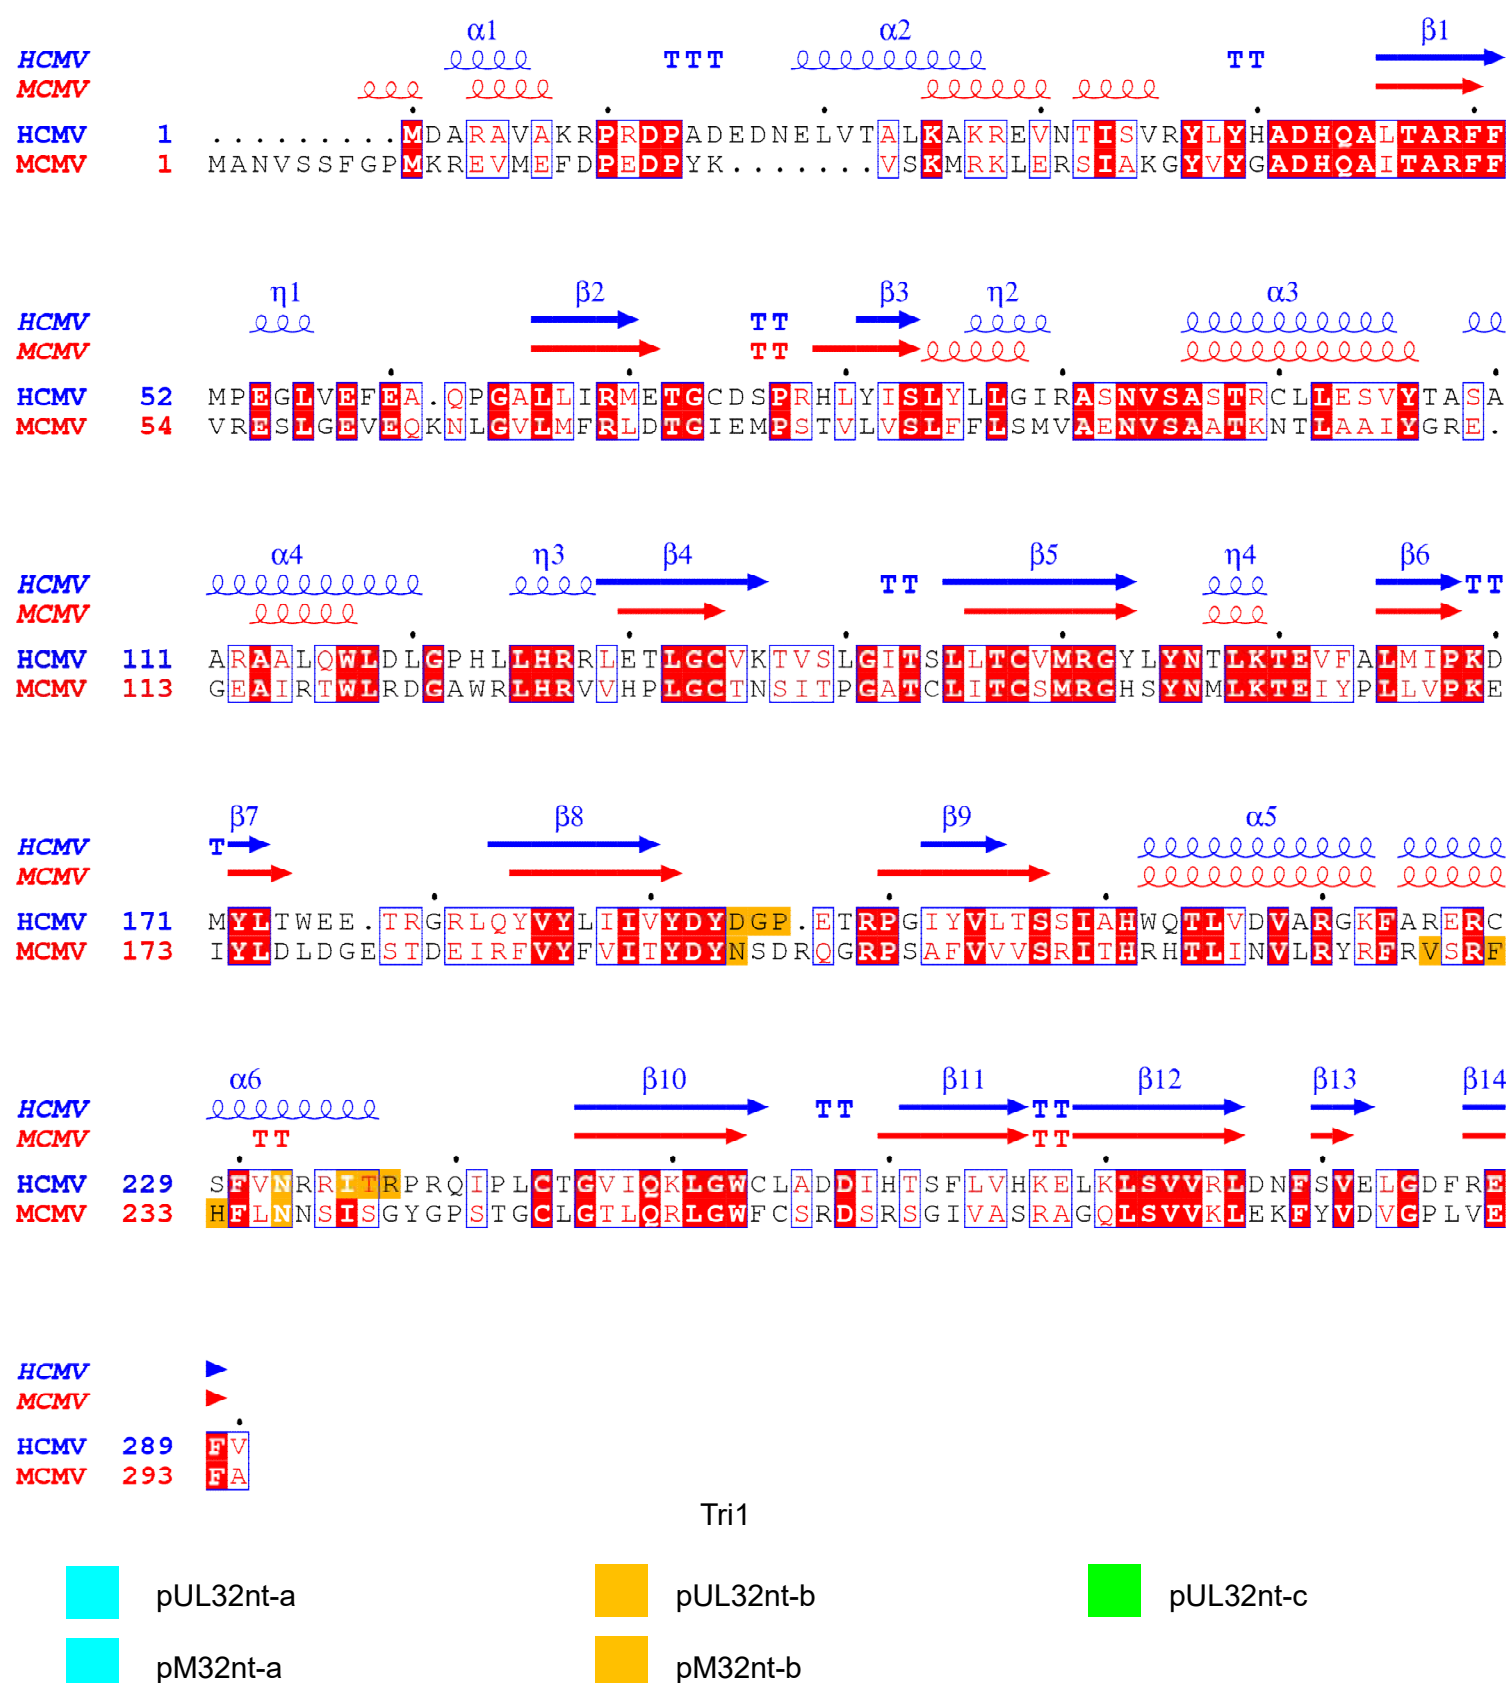 α1 α2 β1
HCMV TTT TT
MCMV
HCMV 1 .........MDARAVAKRPRDPADEDNELVTALKAKREVNTISVRYLYHADHQALTARFF
MCMV 1 MANVSSFGPMKREVMEFDPEDPYK.......VSKMRKLERSIAKGYVYGADHQAITARFF
η1 β2 β3 η2 α3
HCMV TT
MCMV TT
HCMV 52 MPEGLVEFEA.QPGALLIRMETGCDSPRHLYISLYLLGIRASNVSASTRCLLESVYTASA
MCMV 54 VRESLGEVEQKNLGVLMFRLDTGIEMPSTVLVSLFFLSMVAENVSAATKNTLAAIYGRE.
α4 η3 β4 β5 η4 β6
HCMV TT TT
MCMV
HCMV 111 ARAALQWLDLGPHLLHRRLETLGCVKTVSLGITSLLTCVMRGYLYNTLKTEVFALMIPKD
MCMV 113 GEAIRTWLRDGAWRLHRVVHPLGCTNSITPGATCLITCSMRGHSYNMLKTEIYPLLVPKE
β7 β8 β9 α5
HCMV T
MCMV
HCMV 171 MYLTWEE.TRGRLQYVYLIIVYDYDGP.ETRPGIYVLTSSIAHWQTLVDVARGKFARERC
MCMV 173 IYLDLDGESTDEIRFVYFVITYDYNSDRQGRPSAFVVVSRITHRHTLINVLRYRFRVSRF
α6 β10 β11 β12 β13 β14
HCMV TT TT
MCMV TT TT
HCMV 229 SFVNRRITRPRQIPLCTGVIQKLGWCLADDIHTSFLVHKELKLSVVRLDNFSVELGDFRE
MCMV 233 HFLNNSISGYGPSTGCLGTLQRLGWFCSRDSRSGIVASRAGQLSVVKLEKFYVDVGPLVE
HCMV
MCMV
HCMV 289 FV
MCMV 293 FA
Tri1
pUL32nt-a pUL32nt-b pUL32nt-c
pM32nt-a pM32nt-b